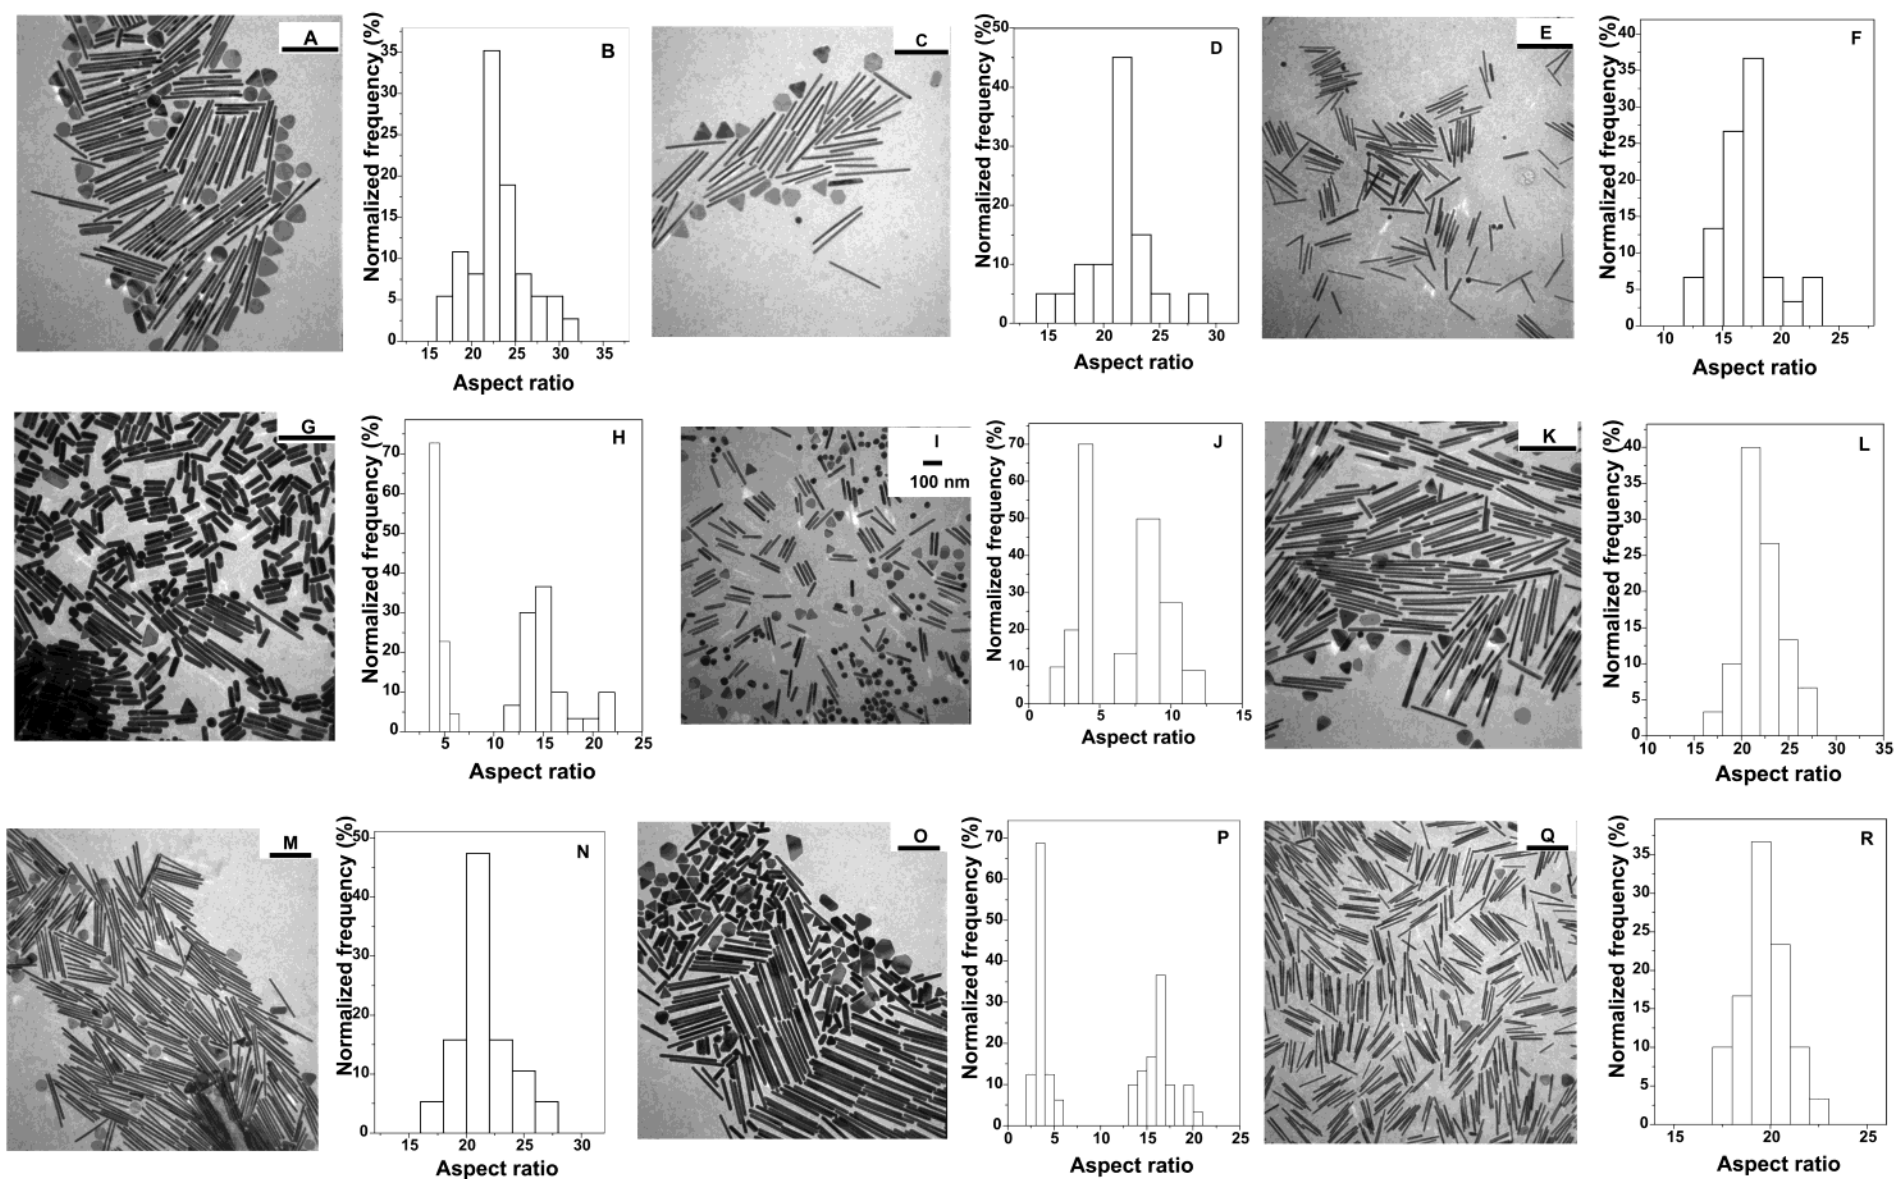 A
Normalized frequency (%)
35
30
25
20
15
10
5
0
B
15 20 25 30 35
Aspect ratio
C
Normalized frequency (%)
50
40
30
20
10
0
D
15 20 25 30
Aspect ratio
E
Normalized frequency (%)
40
35
30
25
20
15
10
5
0
F
10 15 20 25
Aspect ratio
G
Normalized frequency (%)
70
60
50
40
30
20
10
0
H
5 10 15 20 25
Aspect ratio
I
100 nm
Normalized frequency (%)
70
60
50
40
30
20
10
0
J
0 5 10 15
Aspect ratio
K
Normalized frequency (%)
40
35
30
25
20
15
10
5
0
L
10 15 20 25 30 35
Aspect ratio
M
Normalized frequency (%)
50
40
30
20
10
0
N
15 20 25 30
Aspect ratio
O
Normalized frequency (%)
70
60
50
40
30
20
10
0
P
0 5 10 15 20 25
Aspect ratio
Q
Normalized frequency (%)
35
30
25
20
15
10
5
0
R
15 20 25
Aspect ratio